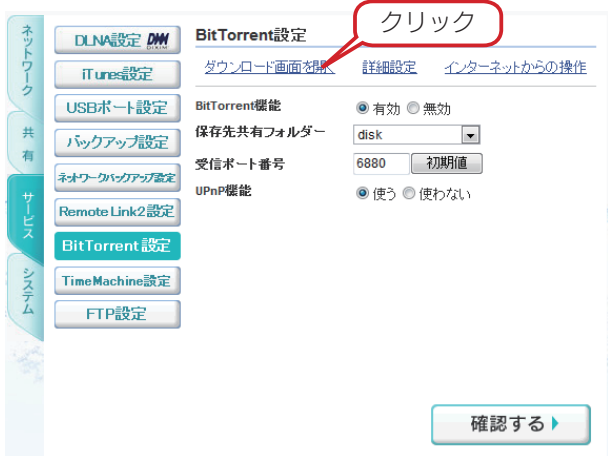 ネットワーク
共有
サービス
システム
DLNA設定 DiXiM
iTunes設定
USBポート設定
バックアップ設定
ネットワークバックアップ設定
Remote Link2設定
BitTorrent設定
TimeMachine設定
FTP設定
BitTorrent設定
クリック
ダウンロード画面を開く 詳細設定 インターネットからの操作
BitTorrent機能 有効 無効
保存先共有フォルダー disk
受信ポート番号 6880 初期値
UPnP機能 使う 使わない
確認する